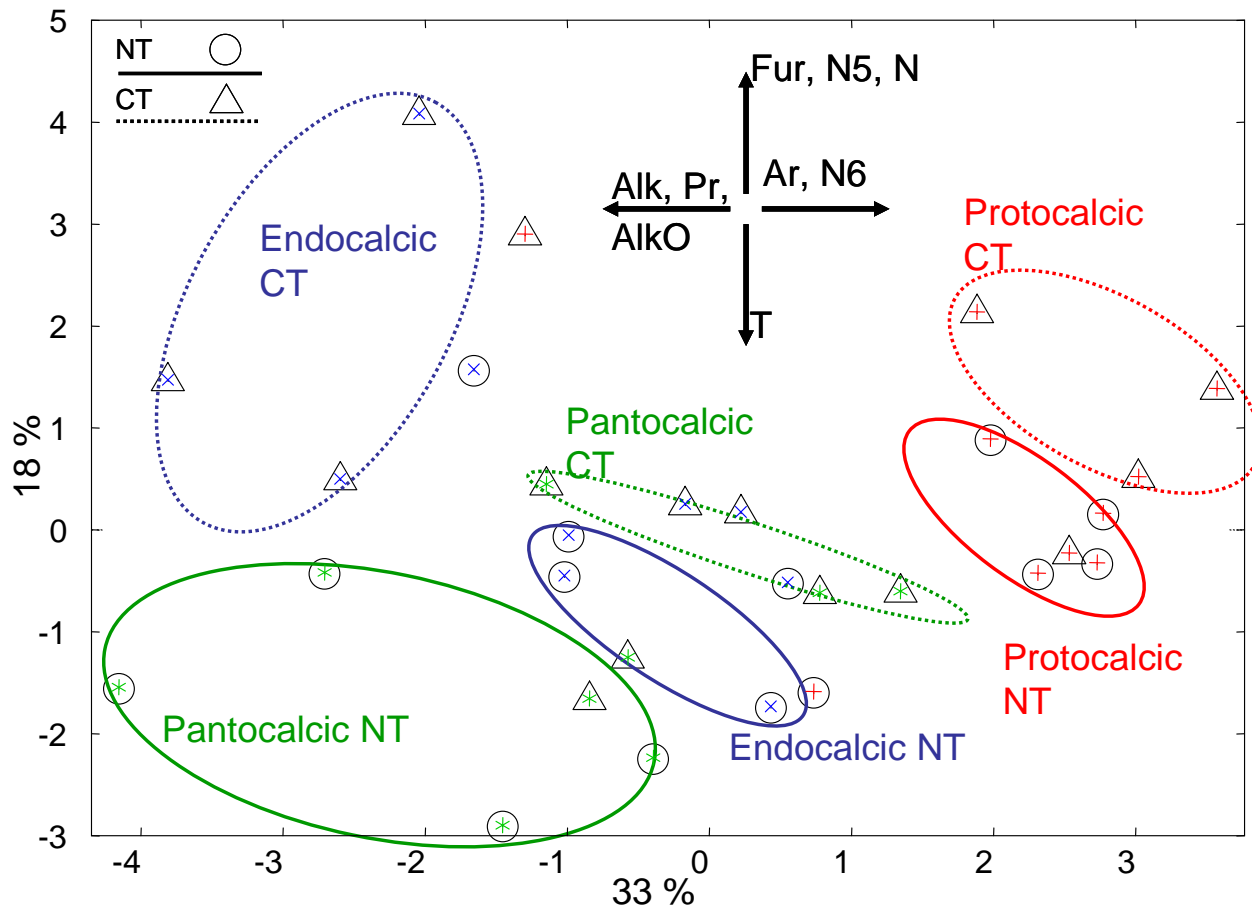 NT
CT
Fur, N5, N
Alk, Pr,
AlkO
Ar, N6
T
Endocalcic
CT
Protocalcic
CT
Pantocalcic
CT
Protocalcic
NT
Pantocalcic NT
Endocalcic NT
5
4
3
2
1
0
-1
-2
-3
18 %
-4 -3 -2 -1 0 1 2 3
33 %